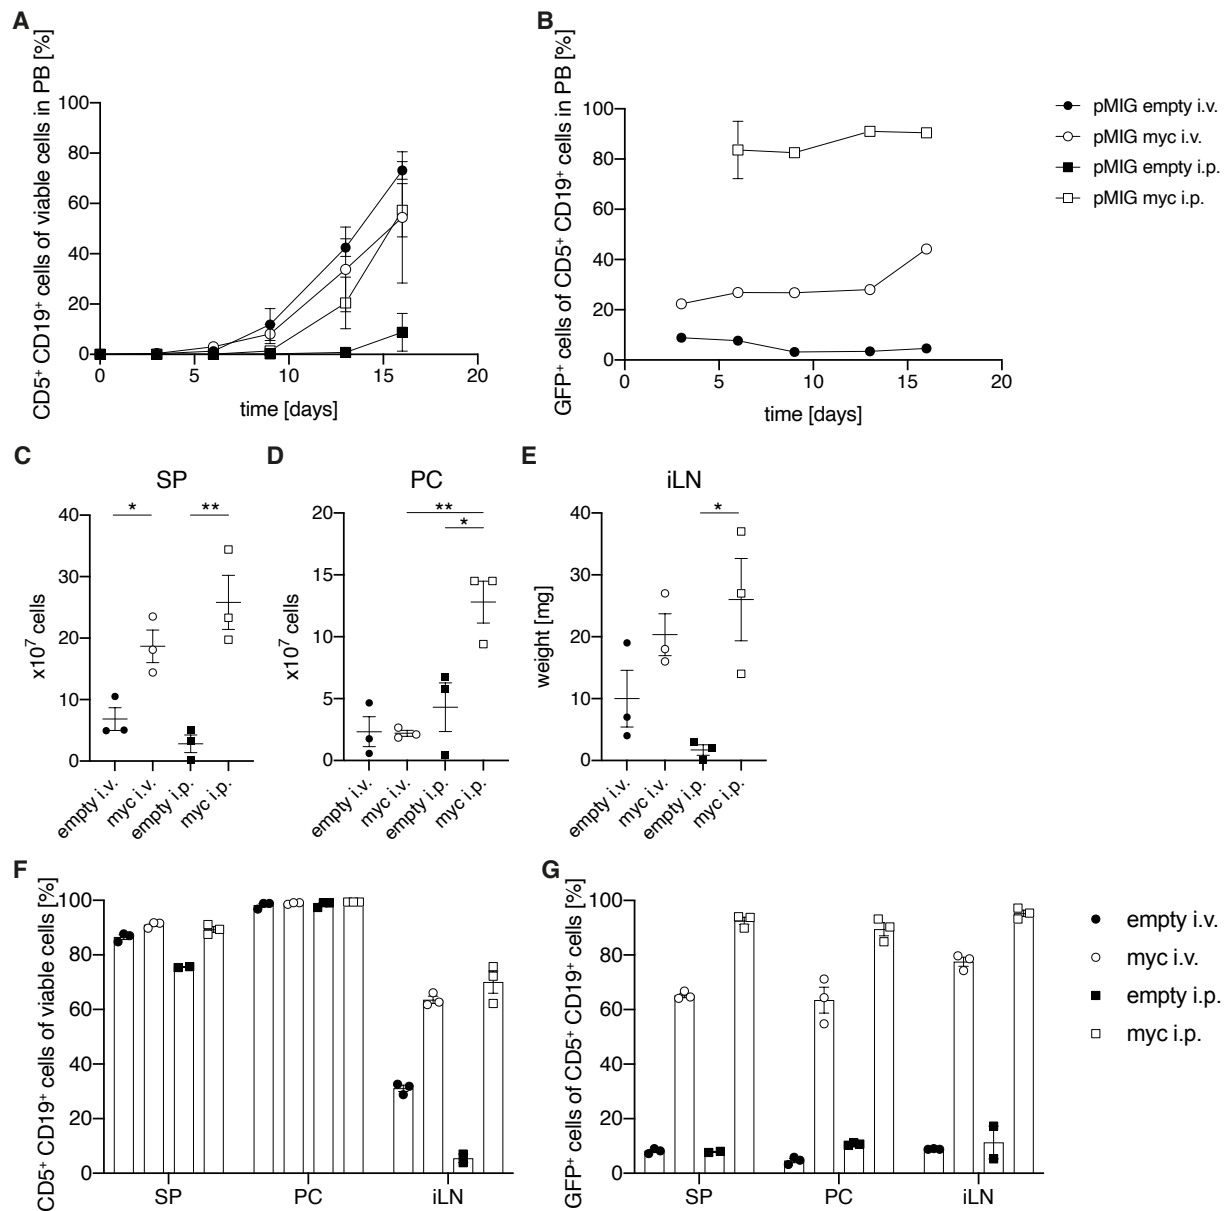 A
CD5⁺ CD19⁺ cells of viable cells in PB [%]
100
80
60
40
20
0
0 5 10 15 20
time [days]
B
GFP⁺ cells of CD5⁺ CD19⁺ cells in PB [%]
100
80
60
40
20
0
0 5 10 15 20
time [days]
pMIG empty i.v.
pMIG myc i.v.
pMIG empty i.p.
pMIG myc i.p.
C
SP
x10⁷ cells
40
30
20
10
0
* **
empty i.v. myc i.v. empty i.p. myc i.p.
D
PC
x10⁷ cells
20
15
10
5
0
**
*
empty i.v. myc i.v. empty i.p. myc i.p.
E
iLN
weight [mg]
40
30
20
10
0
*
empty i.v. myc i.v. empty i.p. myc i.p.
F
CD5⁺ CD19⁺ cells of viable cells [%]
100
80
60
40
20
0
SP PC iLN
G
GFP⁺ cells of CD5⁺ CD19⁺ cells [%]
100
80
60
40
20
0
SP PC iLN
empty i.v.
myc i.v.
empty i.p.
myc i.p.